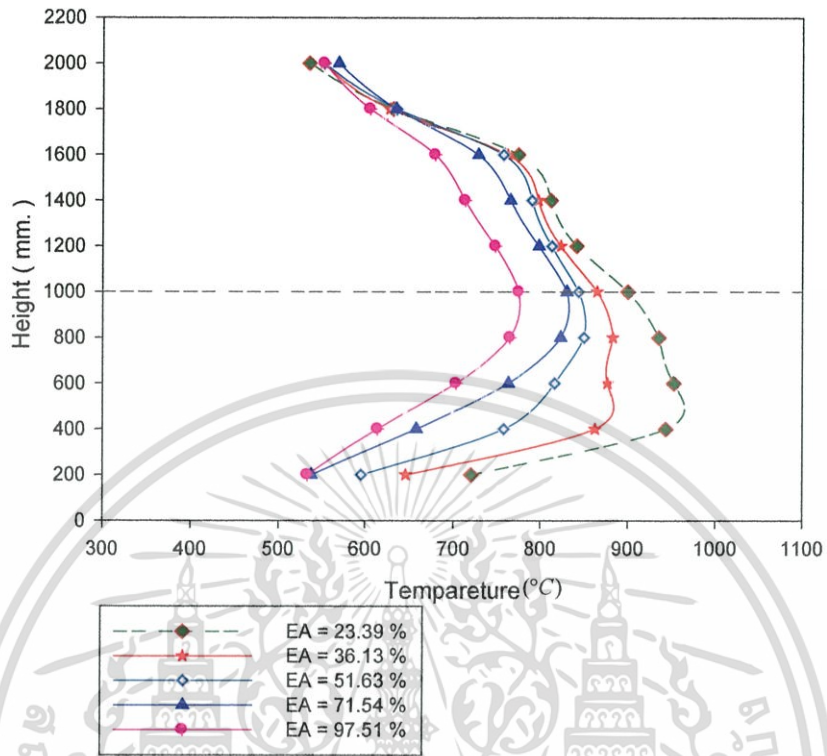 2200
2000
1800
1600
1400
1200
1000
800
600
400
200
0
Height ( mm. )
300 400 500 600 700 800 900 1000 1100
Tempareture(°C)
EA = 23.39 %
EA = 36.13 %
EA = 51.63 %
EA = 71.54 %
EA = 97.51 %